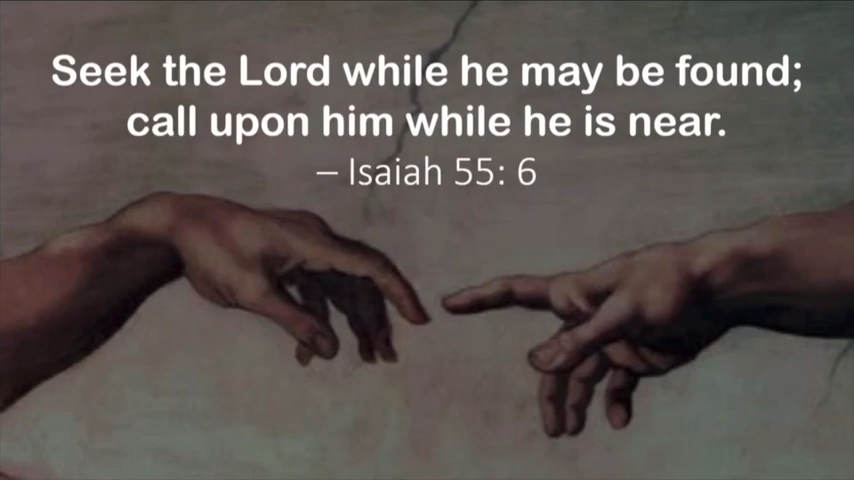 Seek the Lord while he may be found;
call upon him while he is near.
– Isaiah 55: 6